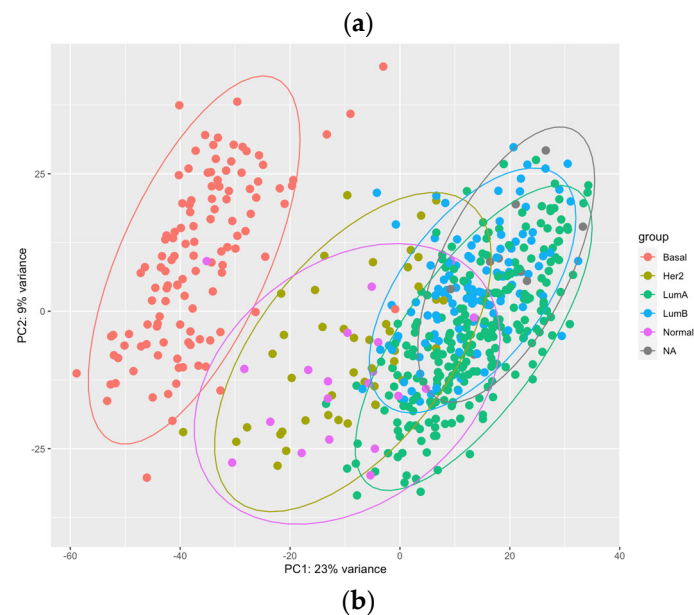 (a)
PC2: 9% variance
25
0
-25
-60
-40
-20
0
20
40
PC1: 23% variance
group
Basal
Her2
LumA
LumB
Normal
NA
(b)